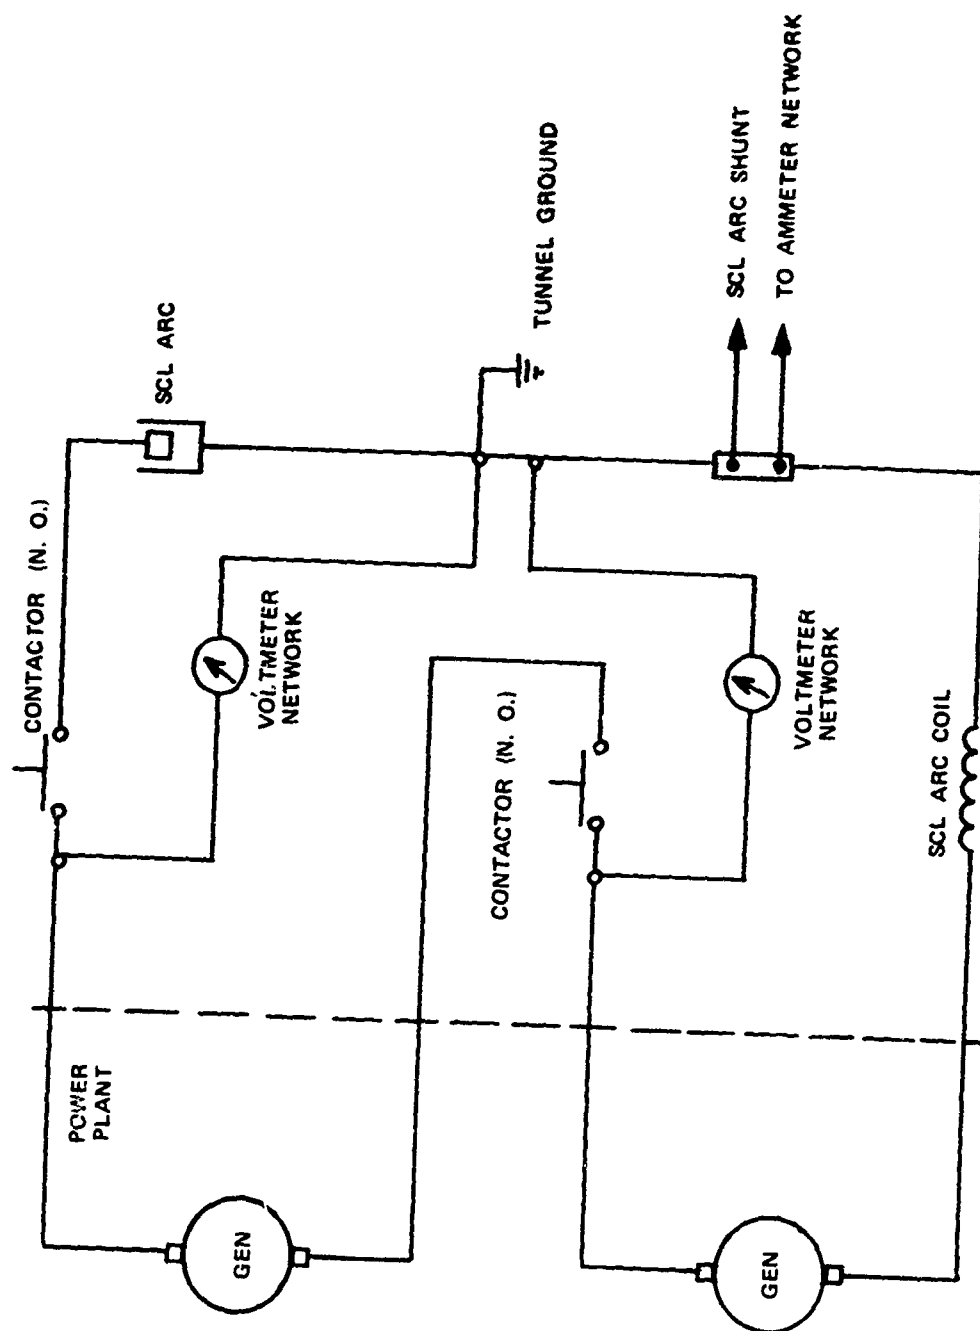 CONTACTOR (N. O.)
SCL ARC
POWER
PLANT
VOLTMETER
NETWORK
TUNNEL GROUND
GEN
CONTACTOR (N. O.)
VOLTMETER
NETWORK
SCL ARC SHUNT
TO AMMETER NETWORK
SCL ARC COIL
GEN